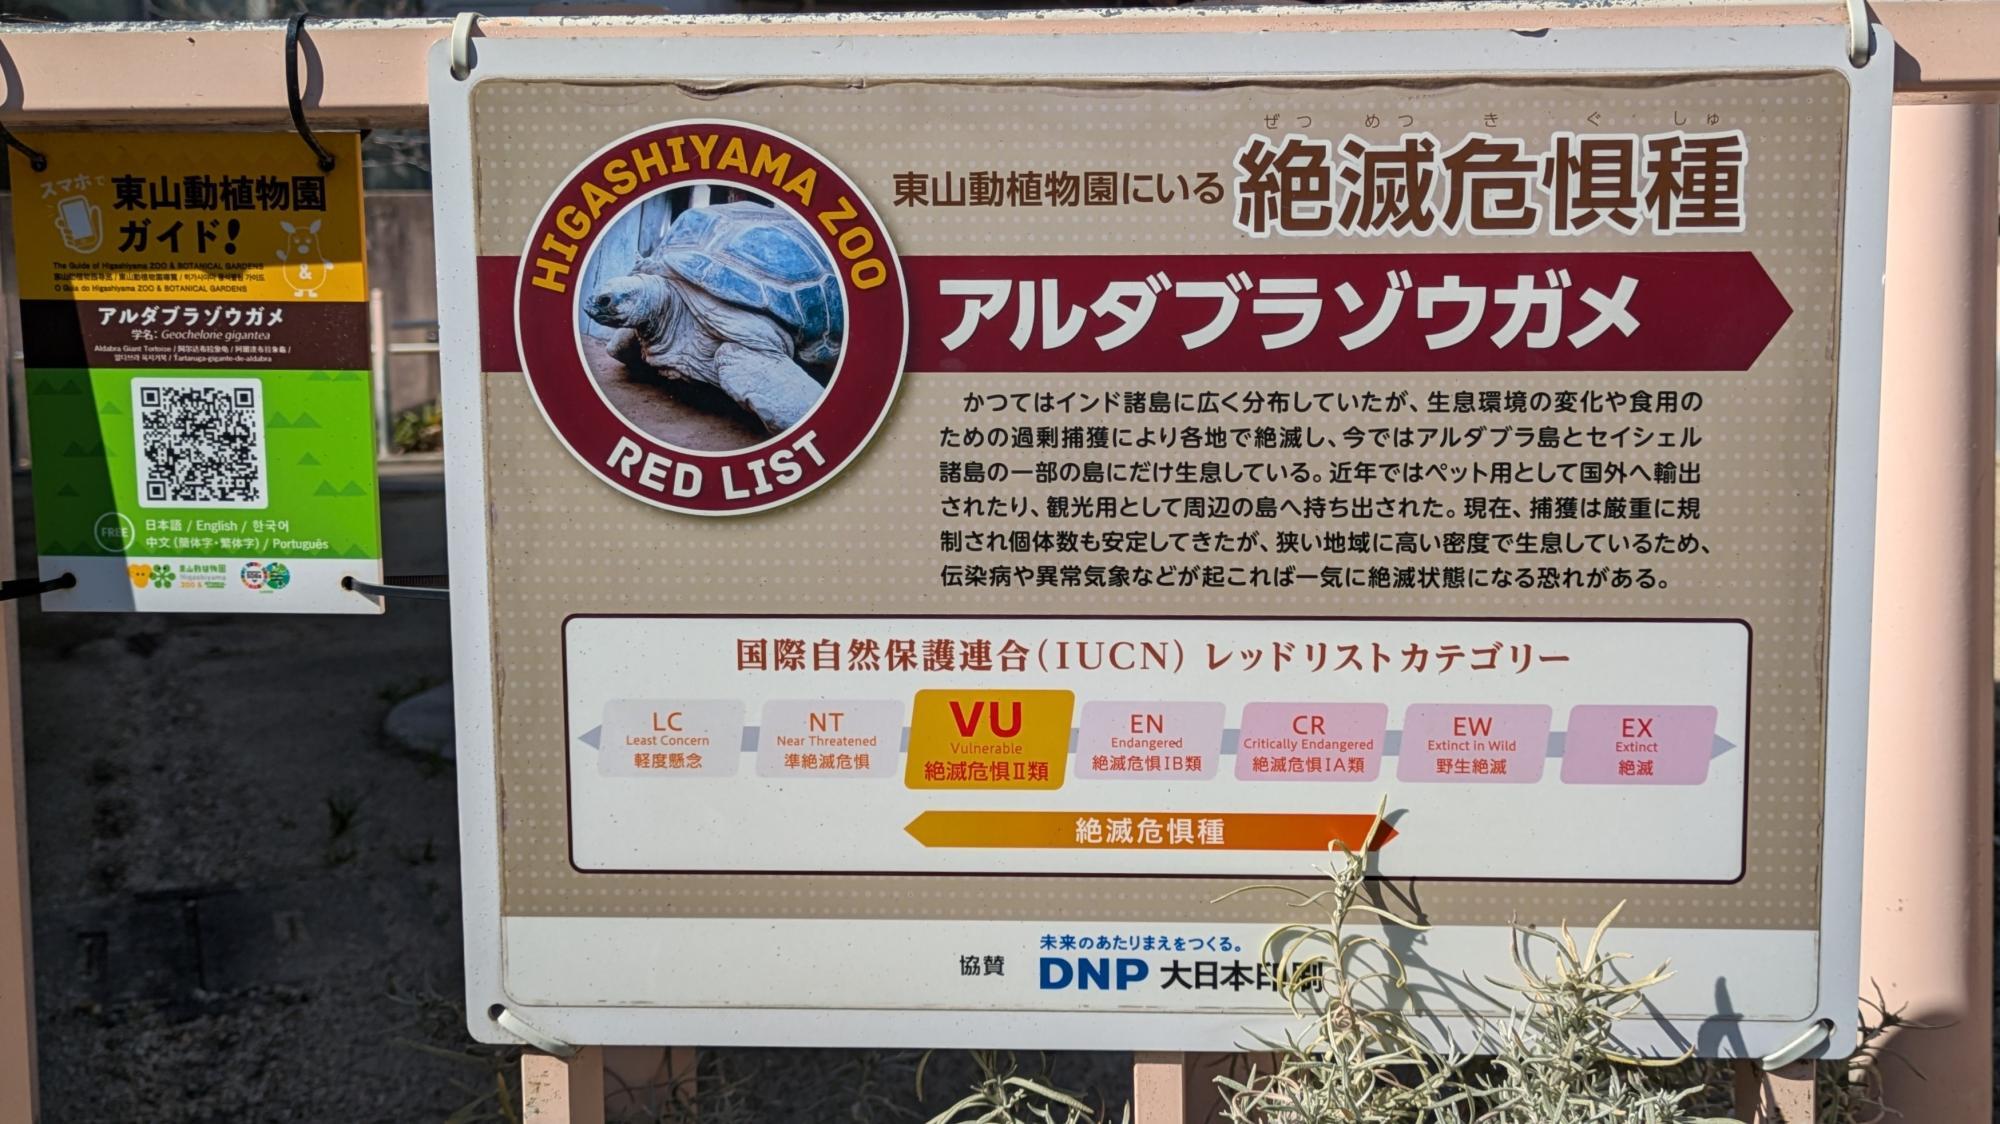 スマホで
東山動植物園
ガイド!
The Guide of Higashiyama ZOO & BOTANICAL GARDENS
O Guia do Higashiyama ZOO & BOTANICAL GARDENS
&
アルダブラゾウガメ
学名: Geochelone gigantea
Aldabra Giant Tortoise /
Tartaruga-gigante-de-aldabra
FREE
日本語 / English / 한국어
中文 (簡体字・繁体字) / Português
東山動植物園
Higashiyama
HIGASHIYAMA ZOO
RED LIST
ぜつ めつ き ぐ しゅ
東山動植物園にいる 絶滅危惧種
アルダブラゾウガメ
かつてはインド諸島に広く分布していたが、生息環境の変化や食用の
ための過剰捕獲により各地で絶滅し、今ではアルダブラ島とセイシェル
諸島の一部の島にだけ生息している。近年ではペット用として国外へ輸出
されたり、観光用として周辺の島へ持ち出された。現在、捕獲は厳重に規
制され個体数も安定してきたが、狭い地域に高い密度で生息しているため、
伝染病や異常気象などが起これば一気に絶滅状態になる恐れがある。
国際自然保護連合(IUCN) レッドリストカテゴリー
LC
Least Concern
軽度懸念
NT
Near Threatened
準絶滅危惧
VU
Vulnerable
絶滅危惧Ⅱ類
EN
Endangered
絶滅危惧ⅠB類
CR
Critically Endangered
絶滅危惧ⅠA類
EW
Extinct in Wild
野生絶滅
EX
Extinct
絶滅
絶滅危惧種
協賛
未来のあたりまえをつくる。
DNP 大日本印刷